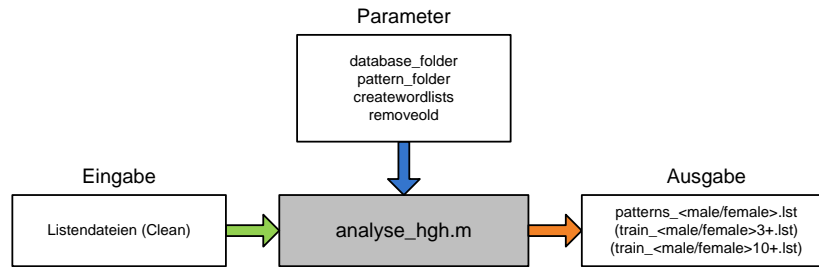 Parameter
database_folder
pattern_folder
createwordlists
removeold
Eingabe
Listendateien (Clean)
analyse_hgh.m
Ausgabe
patterns_<male/female>.lst
(train_<male/female>3+.lst)
(train_<male/female>10+.lst)